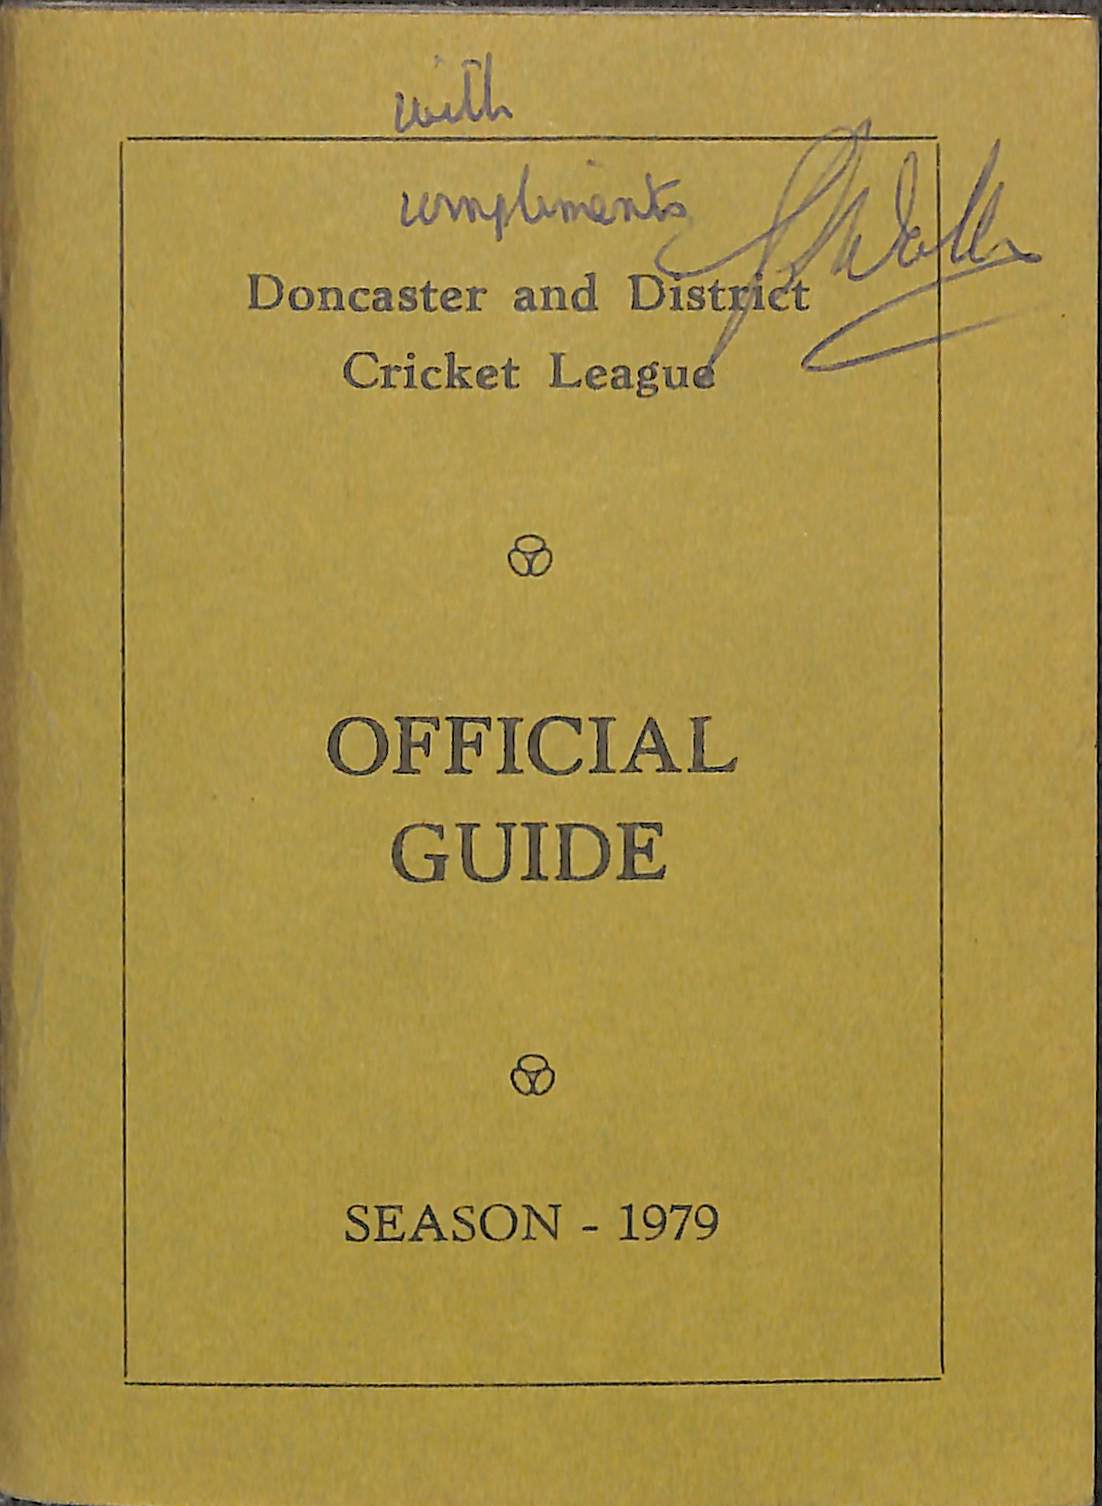 with
compliments
Doncaster and District
Cricket League
OFFICIAL
GUIDE
SEASON - 1979